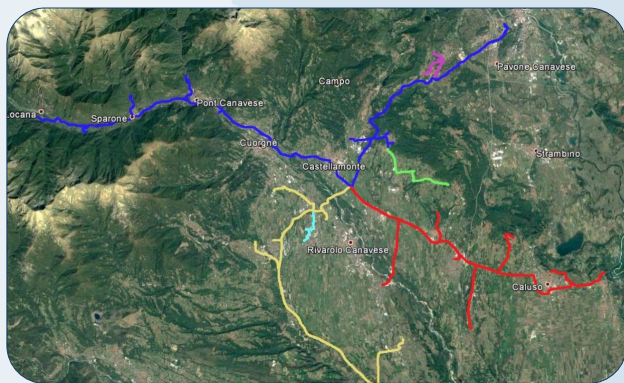 Pavone Canavese
Campo
Pont Canavese
Locana
Sparone
Cuorgnè
Strambino
Castellamonte
Rivarolo Canavese
Caluso